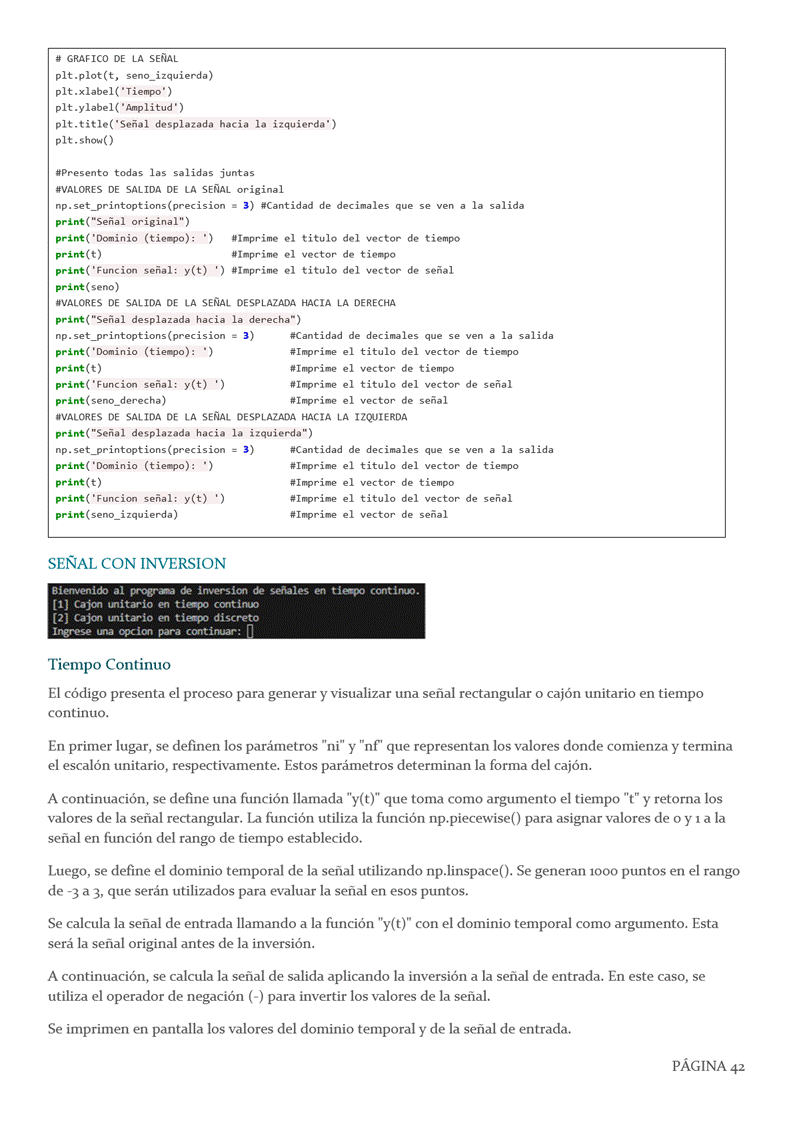 # GRAFICO DE LA SEÑAL
plt.plot(t, seno_izquierda)
plt.xlabel('Tiempo')
plt.ylabel('Amplitud')
plt.title('Señal desplazada hacia la izquierda')
plt.show()
#Presento todas las salidas juntas
#VALORES DE SALIDA DE LA SEÑAL original
np.set_printoptions(precision = 3) #Cantidad de decimales que se ven a la salida
print("Señal original")
print('Dominio (tiempo): ')   #Imprime el titulo del vector de tiempo
print(t)                      #Imprime el vector de tiempo
print('Funcion señal: y(t) ') #Imprime el titulo del vector de señal
print(seno)
#VALORES DE SALIDA DE LA SEÑAL DESPLAZADA HACIA LA DERECHA
print("Señal desplazada hacia la derecha")
np.set_printoptions(precision = 3)      #Cantidad de decimales que se ven a la salida
print('Dominio (tiempo): ')             #Imprime el titulo del vector de tiempo
print(t)                                #Imprime el vector de tiempo
print('Funcion señal: y(t) ')           #Imprime el titulo del vector de señal
print(seno_derecha)                     #Imprime el vector de señal
#VALORES DE SALIDA DE LA SEÑAL DESPLAZADA HACIA LA IZQUIERDA
print("Señal desplazada hacia la izquierda")
np.set_printoptions(precision = 3)      #Cantidad de decimales que se ven a la salida
print('Dominio (tiempo): ')             #Imprime el titulo del vector de tiempo
print(t)                                #Imprime el vector de tiempo
print('Funcion señal: y(t) ')           #Imprime el titulo del vector de señal
print(seno_izquierda)                   #Imprime el vector de señal
SEÑAL CON INVERSION
Bienvenido al programa de inversion de señales en tiempo continuo.
[1] Cajon unitario en tiempo continuo
[2] Cajon unitario en tiempo discreto
Ingrese una opcion para continuar:
Tiempo Continuo
El código presenta el proceso para generar y visualizar una señal rectangular o cajón unitario en tiempo
continuo.
En primer lugar, se definen los parámetros "ni" y "nf" que representan los valores donde comienza y termina
el escalón unitario, respectivamente. Estos parámetros determinan la forma del cajón.
A continuación, se define una función llamada "y(t)" que toma como argumento el tiempo "t" y retorna los
valores de la señal rectangular. La función utiliza la función np.piecewise() para asignar valores de 0 y 1 a la
señal en función del rango de tiempo establecido.
Luego, se define el dominio temporal de la señal utilizando np.linspace(). Se generan 1000 puntos en el rango
de -3 a 3, que serán utilizados para evaluar la señal en esos puntos.
Se calcula la señal de entrada llamando a la función "y(t)" con el dominio temporal como argumento. Esta
será la señal original antes de la inversión.
A continuación, se calcula la señal de salida aplicando la inversión a la señal de entrada. En este caso, se
utiliza el operador de negación (-) para invertir los valores de la señal.
Se imprimen en pantalla los valores del dominio temporal y de la señal de entrada.
PÁGINA 42